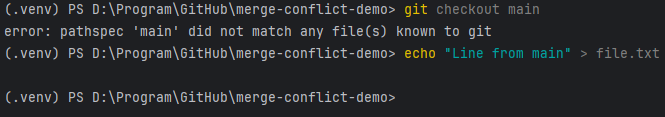 (.venv) PS D:\Program\GitHub\merge-conflict-demo> git checkout main
error: pathspec 'main' did not match any file(s) known to git
(.venv) PS D:\Program\GitHub\merge-conflict-demo> echo "Line from main" > file.txt
(.venv) PS D:\Program\GitHub\merge-conflict-demo>